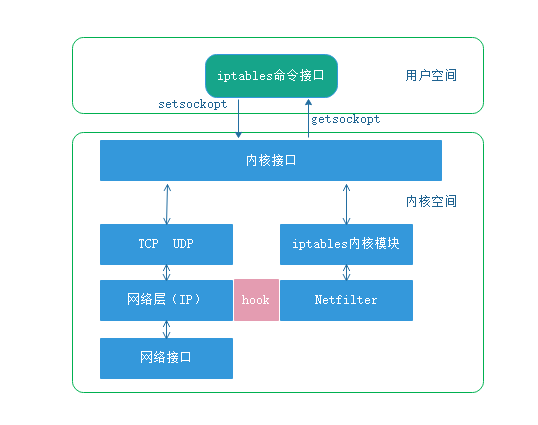 iptables命令接口
用户空间
setsockopt
getsockopt
内核接口
内核空间
TCP UDP
iptables内核模块
网络层（IP）
hook
Netfilter
网络接口